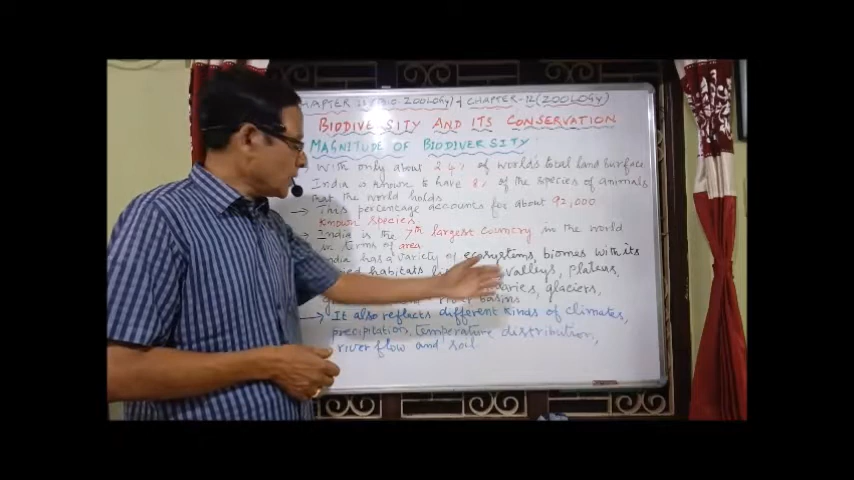 CHAPTER- (BIO. ZOOLOGY) & CHAPTER-12 (ZOOLOGY)
BIODIVERSITY AND ITS CONSERVATION
MAGNITUDE OF BIODIVERSITY:
With only about 2.4% of world's total land surface,
India is known to have 8% of the species of animals
that the world holds
→ This percentage accounts for about 92,000
known species.
→ India is the 7th largest country in the world
in terms of area.
India has a variety of ecosystems, biomes with its
habitats valleys, plateus,
glaciers,
river basins
→ It also reflects different kinds of climates,
precipitation, temperature distribution,
river flow and soil.